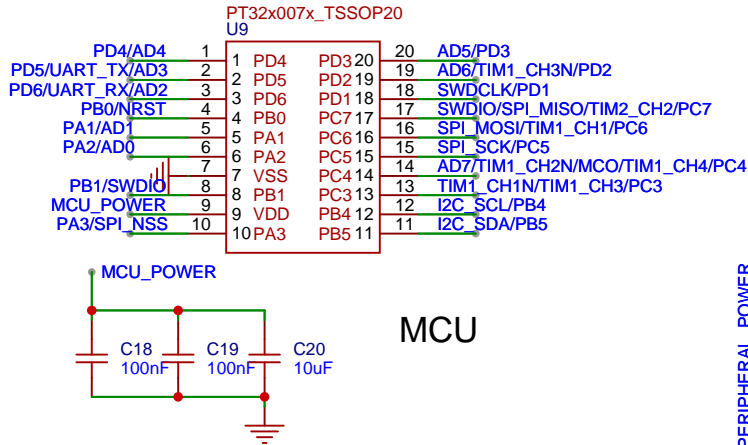 PT32x007x_TSSOP20
U9
PD4/AD4 1 1 PD4 PD3 20 20 AD5/PD3
PD5/UART_TX/AD3 2 2 PD5 PD2 19 19 AD6/TIM1_CH3N/PD2
PD6/UART_RX/AD2 3 3 PD6 PD1 18 18 SWDCLK/PD1
PB0/NRST 4 4 PB0 PC7 17 17 SWDIO/SPI_MISO/TIM2_CH2/PC7
PA1/AD1 5 5 PA1 PC6 16 16 SPI_MOSI/TIM1_CH1/PC6
PA2/AD0 6 6 PA2 PC5 15 15 SPI_SCK/PC5
7 7 VSS PC4 14 14 AD7/TIM1_CH2N/MCO/TIM1_CH4/PC4
PB1/SWDIO 8 8 PB1 PC3 13 13 TIM1_CH1N/TIM1_CH3/PC3
MCU_POWER 9 9 VDD PB4 12 12 I2C_SCL/PB4
PA3/SPI_NSS 10 10 PA3 PB5 11 11 I2C_SDA/PB5
MCU_POWER
MCU
C18 C19 C20
100nF 100nF 10uF
PERIPHERAL_POWER